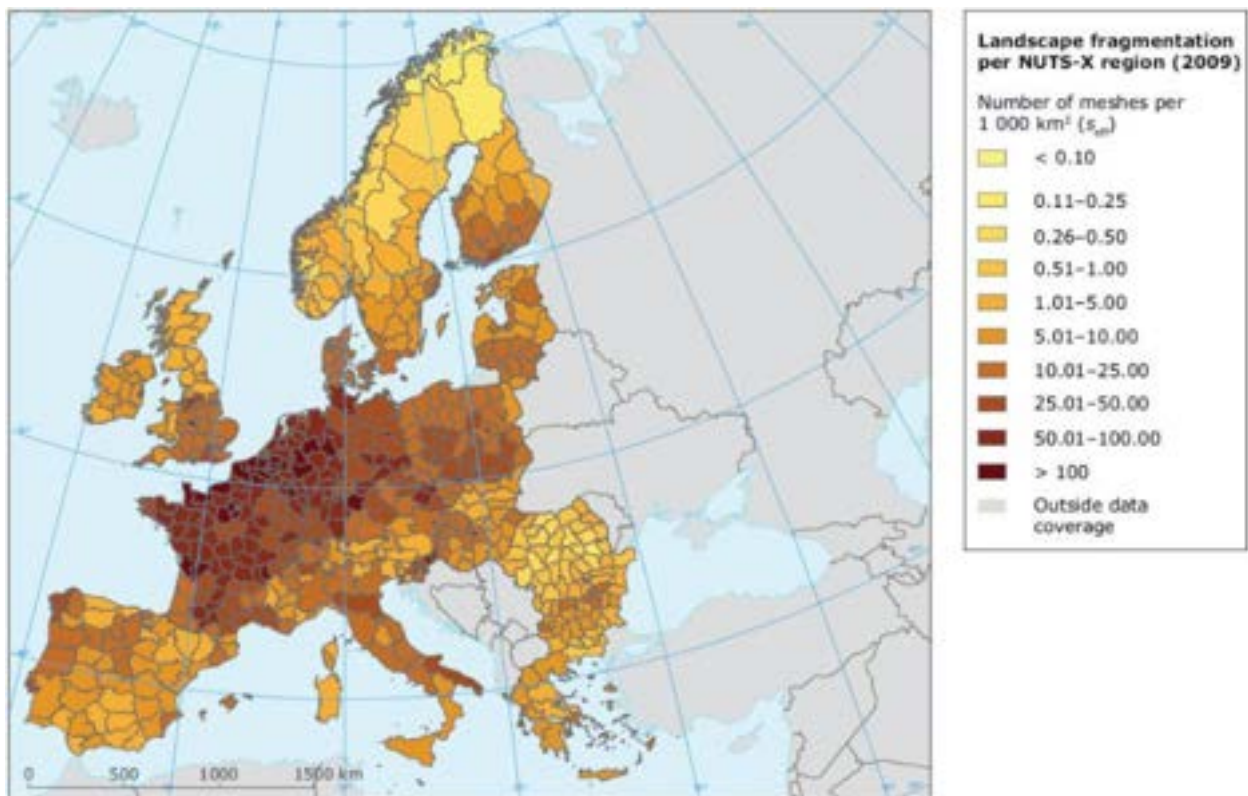 Landscape fragmentation
per NUTS-X region (2009)
Number of meshes per
1 000 km² (s_eff)
< 0.10
0.11–0.25
0.26–0.50
0.51–1.00
1.01–5.00
5.01–10.00
10.01–25.00
25.01–50.00
50.01–100.00
> 100
Outside data
coverage
0 500 1000 1500 km